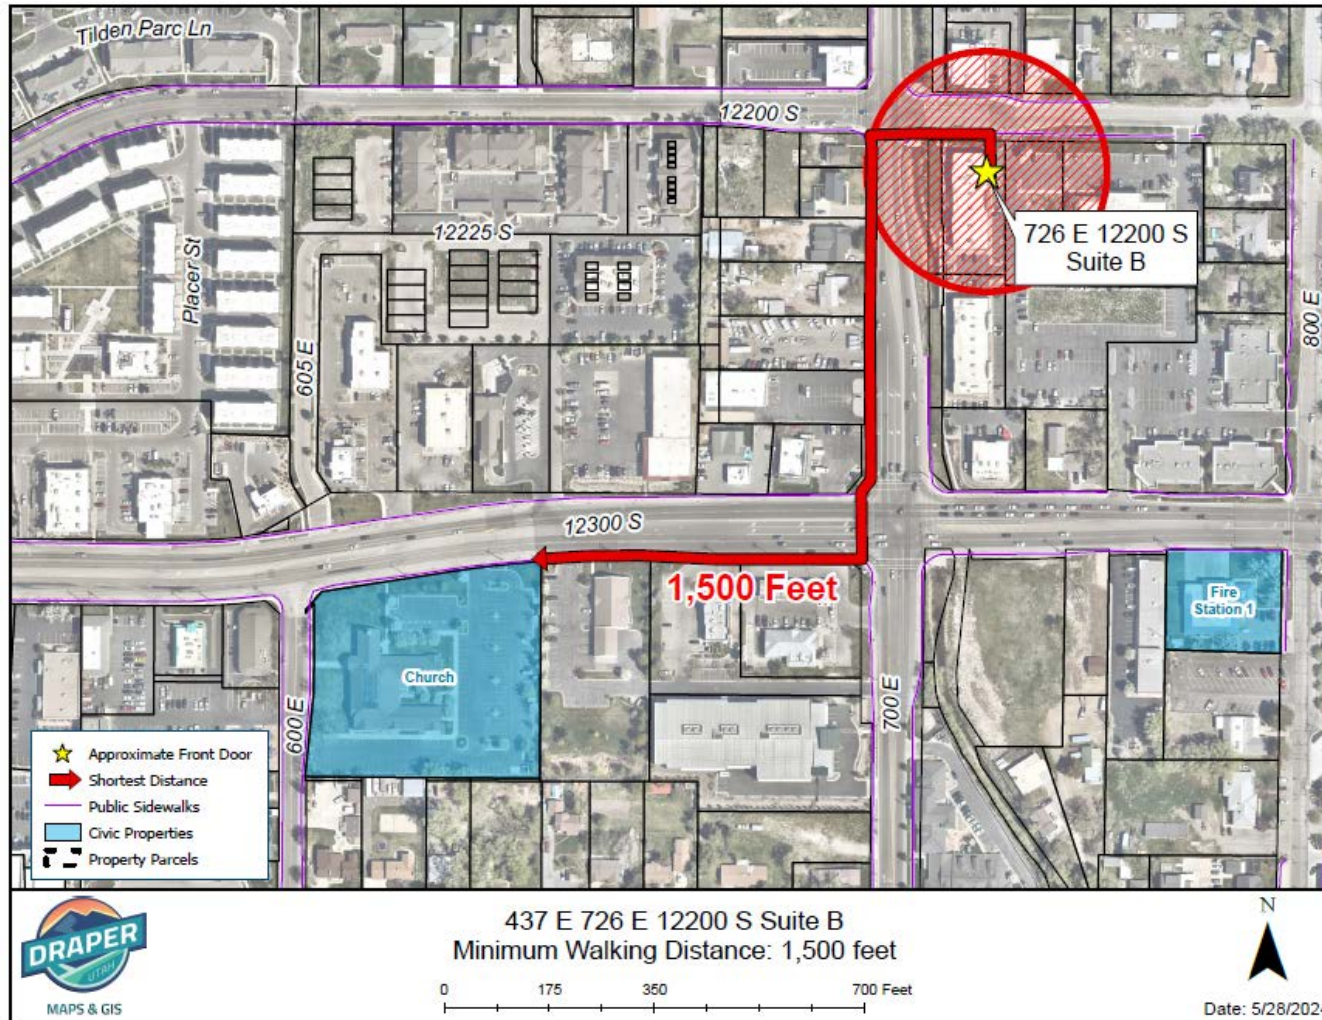 Tilden Parc Ln
12200 S
726 E 12200 S
Suite B
12225 S
Placer St
605 E
800 E
12300 S
1,500 Feet
Fire
Station 1
Church
600 E
700 E
Approximate Front Door
Shortest Distance
Public Sidewalks
Civic Properties
Property Parcels
DRAPER
UTAH
MAPS & GIS
437 E 726 E 12200 S Suite B
Minimum Walking Distance: 1,500 feet
0 175 350 700 Feet
N
Date: 5/28/2024